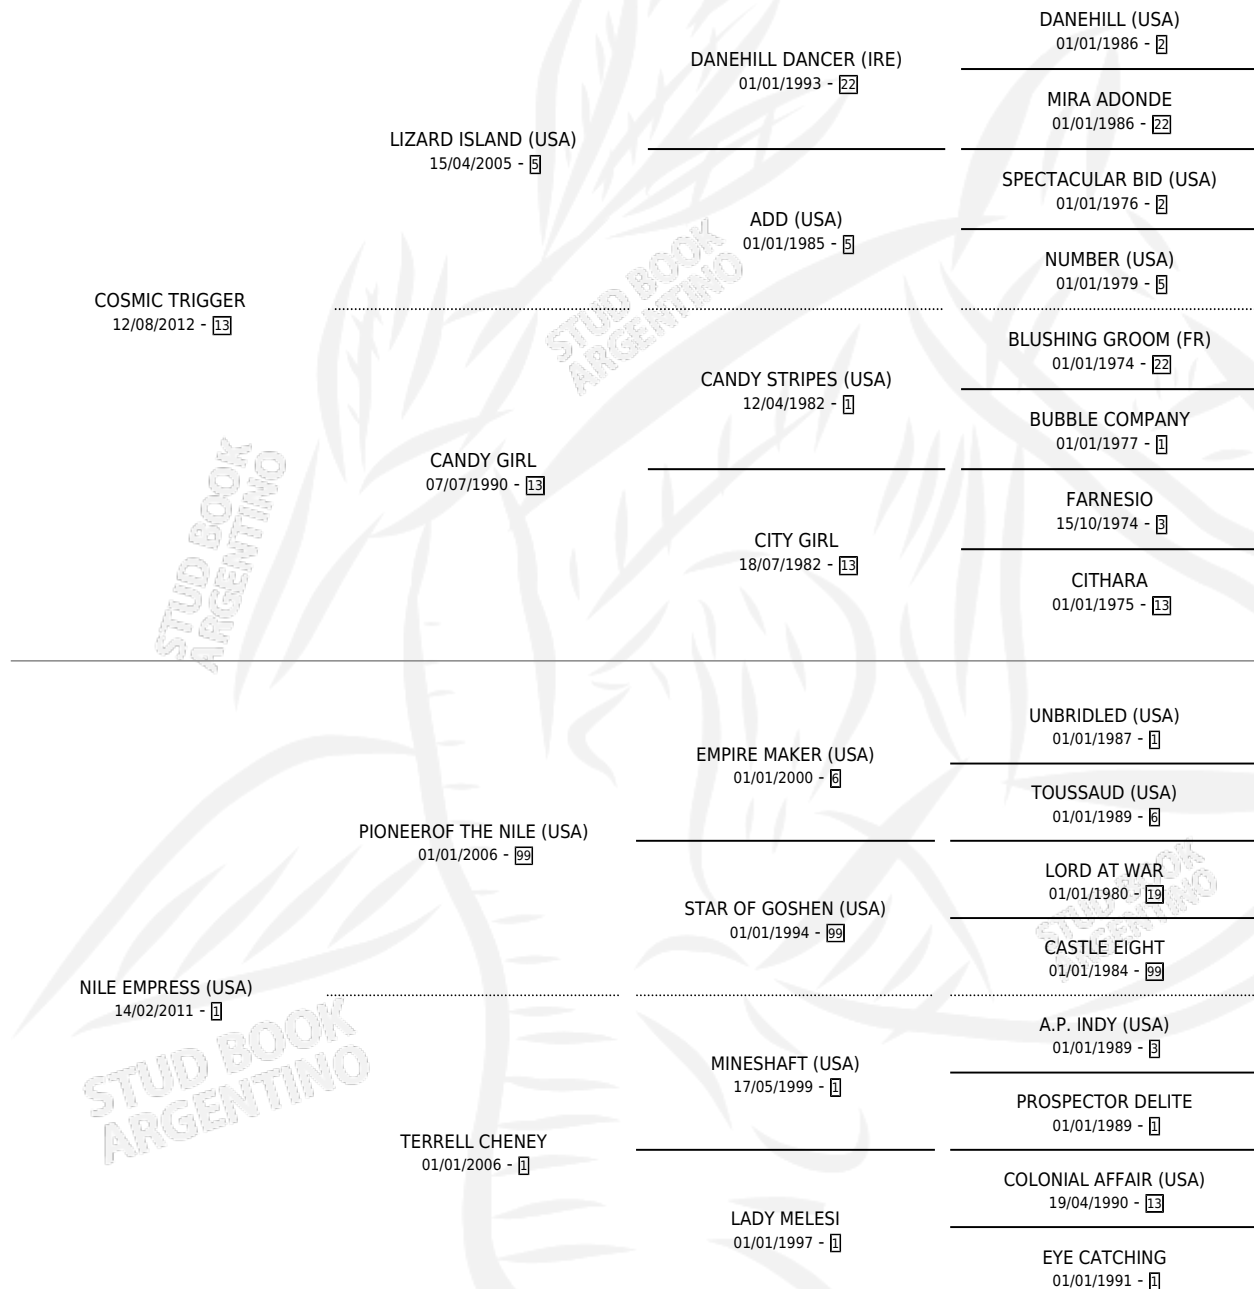 COSMIC TRIGGER
12/08/2012 - 13
LIZARD ISLAND (USA)
15/04/2005 - 5
CANDY GIRL
07/07/1990 - 13
DANEHILL DANCER (IRE)
01/01/1993 - 22
ADD (USA)
01/01/1985 - 5
CANDY STRIPES (USA)
12/04/1982 - 1
CITY GIRL
18/07/1982 - 13
DANEHILL (USA)
01/01/1986 - 2
MIRA ADONDE
01/01/1986 - 22
SPECTACULAR BID (USA)
01/01/1976 - 2
NUMBER (USA)
01/01/1979 - 5
BLUSHING GROOM (FR)
01/01/1974 - 22
BUBBLE COMPANY
01/01/1977 - 1
FARNESIO
15/10/1974 - 3
CITHARA
01/01/1975 - 13
NILE EMPRESS (USA)
14/02/2011 - 1
PIONEEROF THE NILE (USA)
01/01/2006 - 99
TERRELL CHENEY
01/01/2006 - 1
EMPIRE MAKER (USA)
01/01/2000 - 6
STAR OF GOSHEN (USA)
01/01/1994 - 99
MINESHAFT (USA)
17/05/1999 - 1
LADY MELESI
01/01/1997 - 1
UNBRIDLED (USA)
01/01/1987 - 1
TOUSSAUD (USA)
01/01/1989 - 6
LORD AT WAR
01/01/1980 - 19
CASTLE EIGHT
01/01/1984 - 99
A.P. INDY (USA)
01/01/1989 - 3
PROSPECTOR DELITE
01/01/1989 - 1
COLONIAL AFFAIR (USA)
19/04/1990 - 13
EYE CATCHING
01/01/1991 - 1
STUD BOOK
ARGENTINO
STUD BOOK
ARGENTINO
STUD BOOK
ARGENTINO
STUD BOOK
ARGENTINO